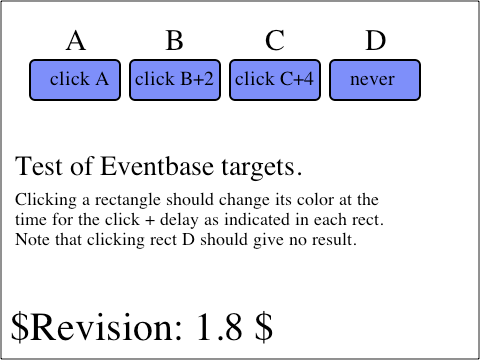 A B C D
click A click B+2 click C+4 never
Test of Eventbase targets.
Clicking a rectangle should change its color at the
time for the click + delay as indicated in each rect.
Note that clicking rect D should give no result.
$Revision: 1.8 $